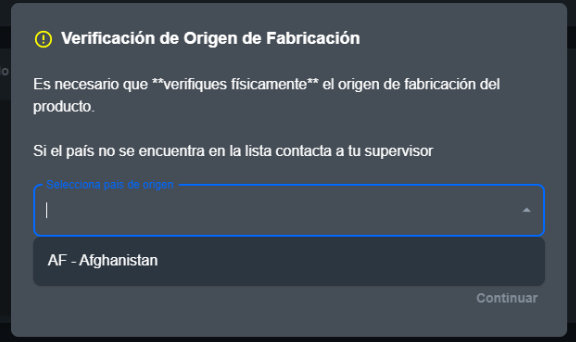 Verificación de Origen de Fabricación
Es necesario que **verifiques físicamente** el origen de fabricación del
producto.
Si el país no se encuentra en la lista contacta a tu supervisor
Selecciona país de origen
AF - Afghanistan
Continuar